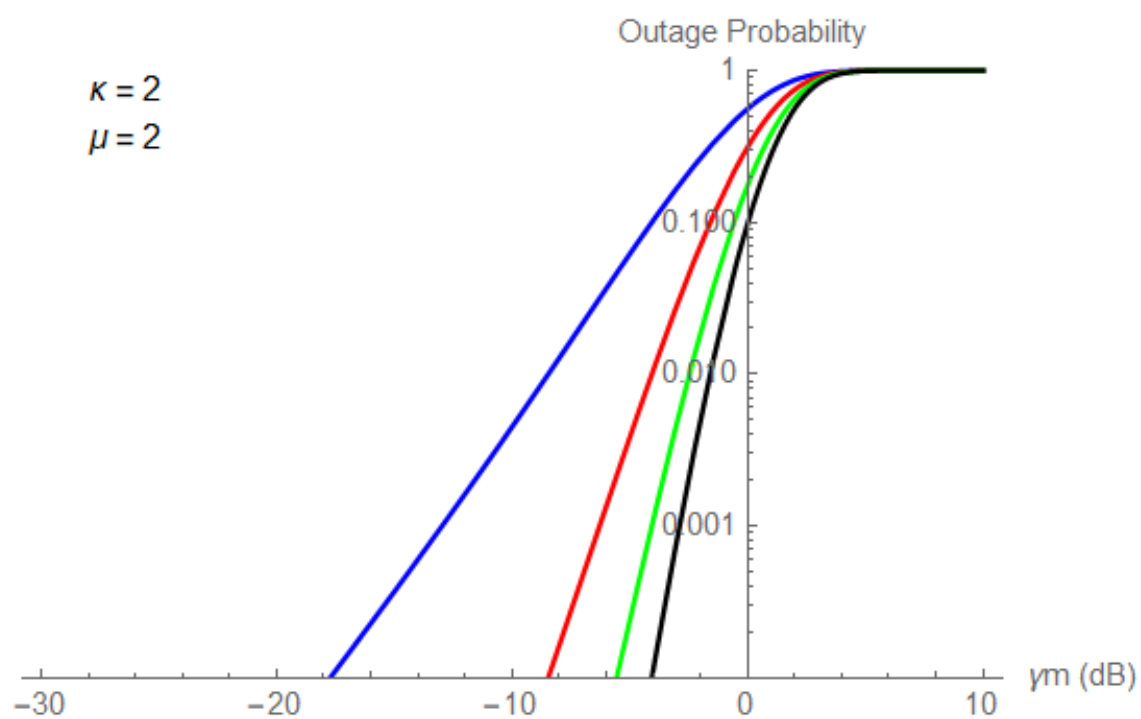 Outage Probability
κ = 2
μ = 2
1
0.100
0.010
0.001
−30
−20
−10
0
10
γm (dB)